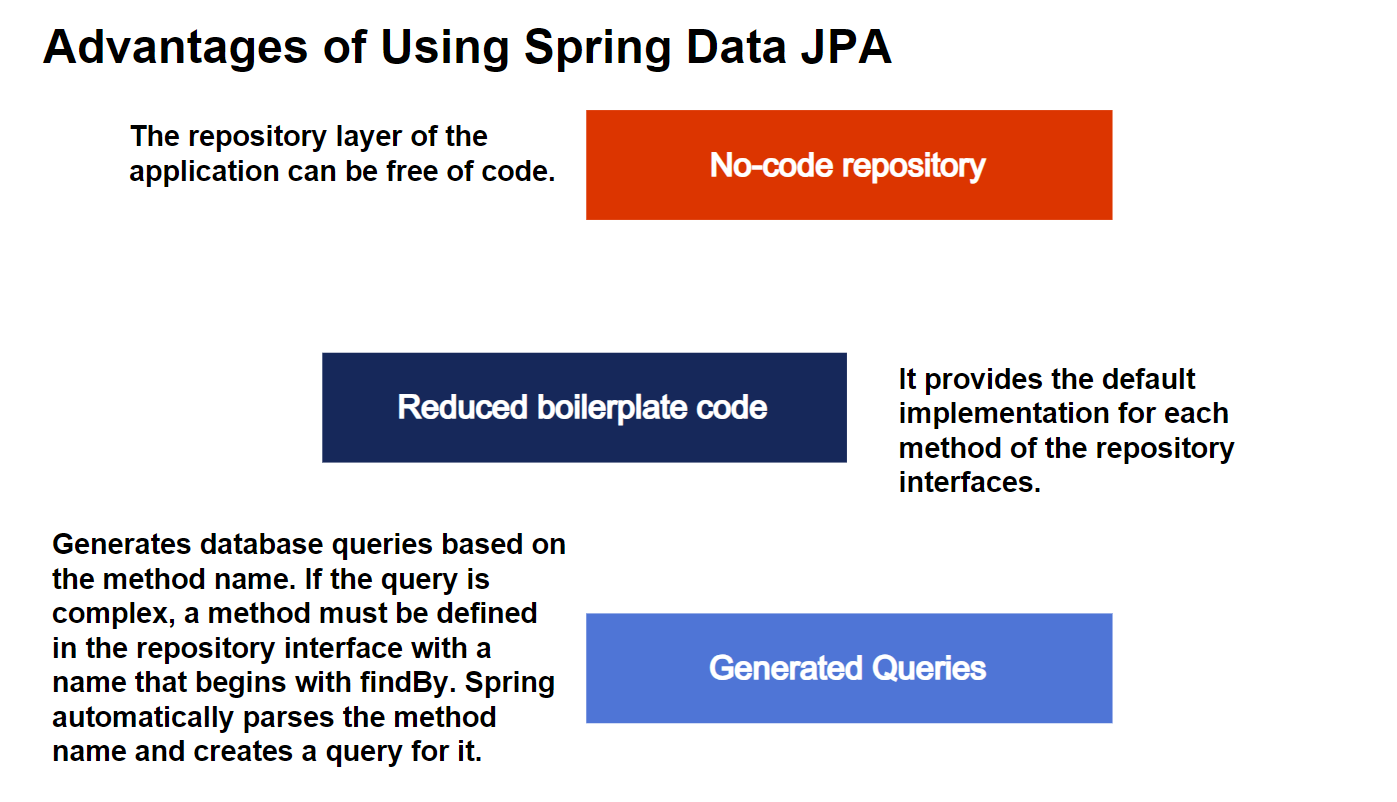 Advantages of Using Spring Data JPA
The repository layer of the
application can be free of code.
No-code repository
Reduced boilerplate code
It provides the default
implementation for each
method of the repository
interfaces.
Generates database queries based on
the method name. If the query is
complex, a method must be defined
in the repository interface with a
name that begins with findBy. Spring
automatically parses the method
name and creates a query for it.
Generated Queries